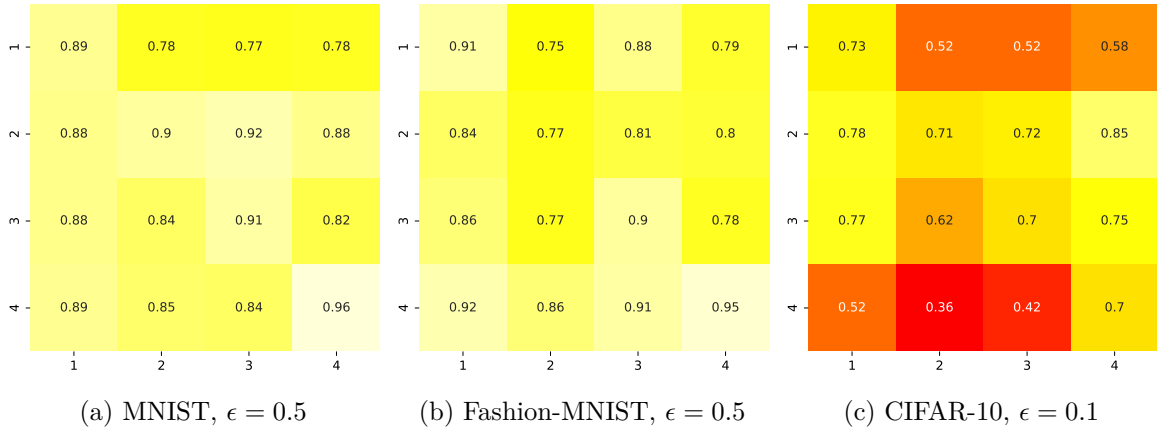 1 0.89 0.78 0.77 0.78
2 0.88 0.9 0.92 0.88
3 0.88 0.84 0.91 0.82
4 0.89 0.85 0.84 0.96
1 2 3 4
(a) MNIST, ϵ = 0.5
1 0.91 0.75 0.88 0.79
2 0.84 0.77 0.81 0.8
3 0.86 0.77 0.9 0.78
4 0.92 0.86 0.91 0.95
1 2 3 4
(b) Fashion-MNIST, ϵ = 0.5
1 0.73 0.52 0.52 0.58
2 0.78 0.71 0.72 0.85
3 0.77 0.62 0.7 0.75
4 0.52 0.36 0.42 0.7
1 2 3 4
(c) CIFAR-10, ϵ = 0.1